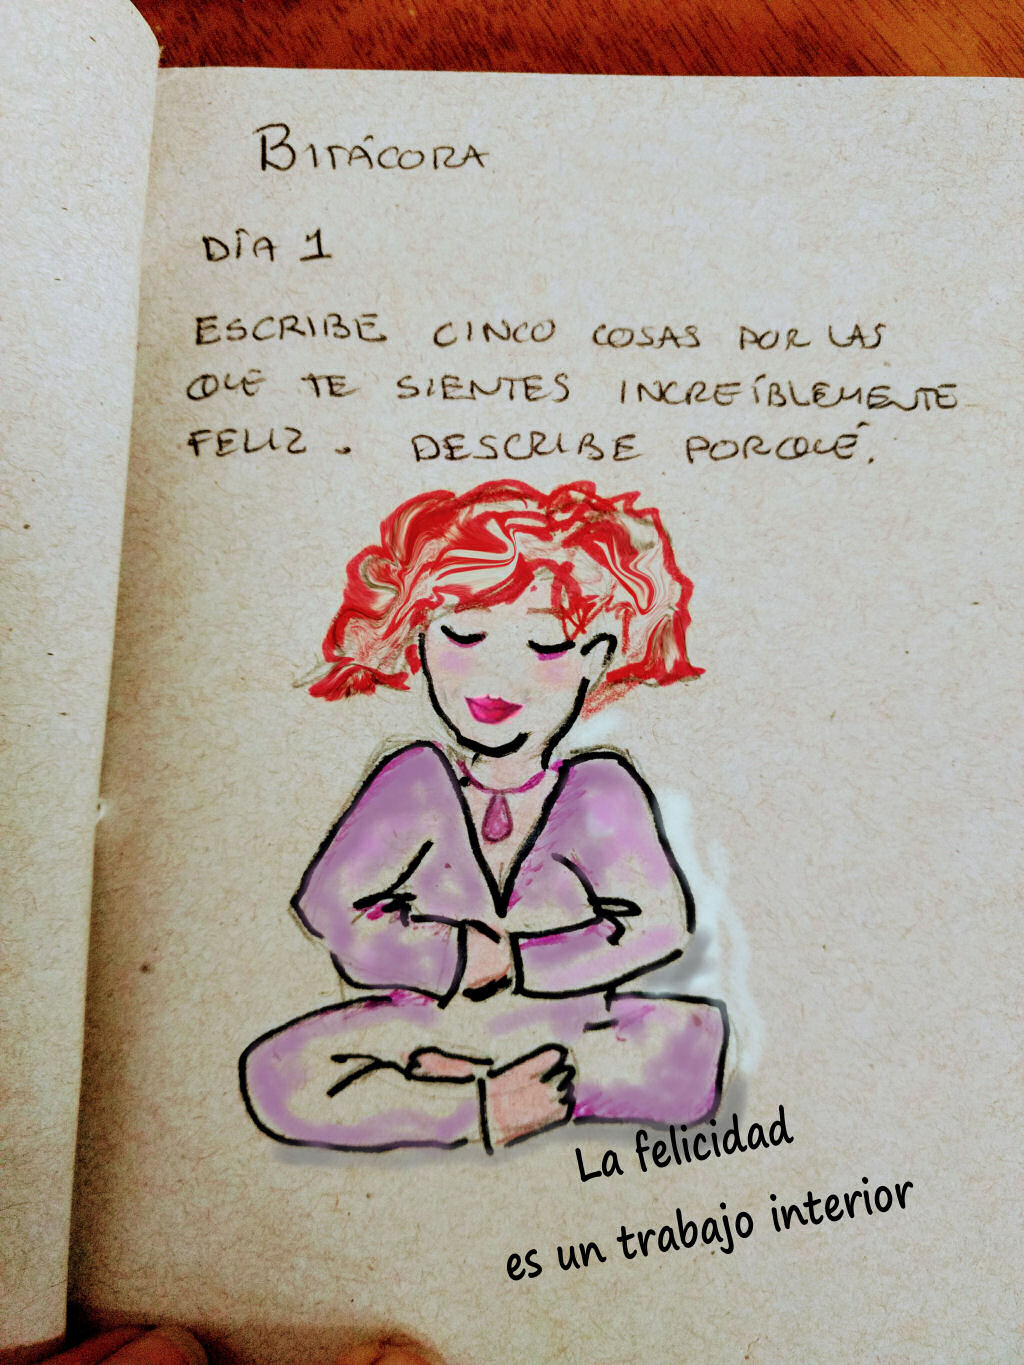 BITÁCORA
DÍA 1
ESCRIBE CINCO COSAS POR LAS
QUE TE SIENTES INCREÍBLEMENTE
FELIZ. DESCRIBE PORQUÉ.
La felicidad
es un trabajo interior